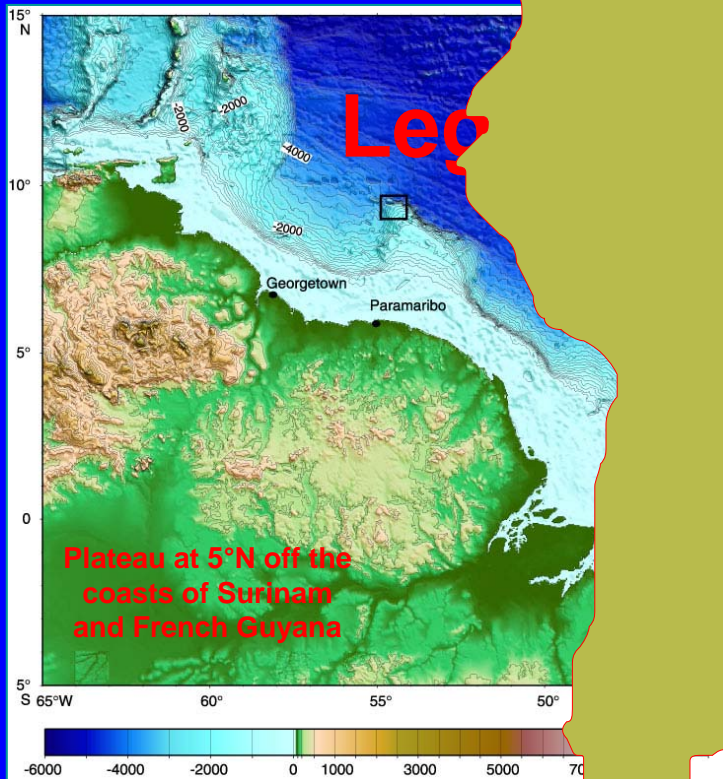 15°
N
Leg
-2000
-2000
-4000
10°
-2000
Georgetown
Paramaribo
5°
0
Plateau at 5°N off the
coasts of Surinam
and French Guyana
5°
S 65°W 60° 55° 50°
-6000 -4000 -2000 0 1000 3000 5000